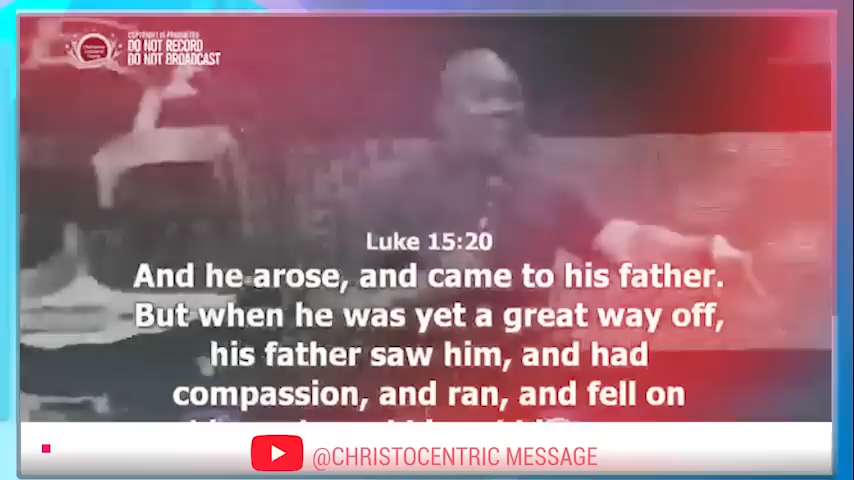 COPYRIGHT IS PROHIBITED
DO NOT RECORD
DO NOT BROADCAST
Luke 15:20
And he arose, and came to his father.
But when he was yet a great way off,
his father saw him, and had
compassion, and ran, and fell on
@CHRISTOCENTRIC MESSAGE